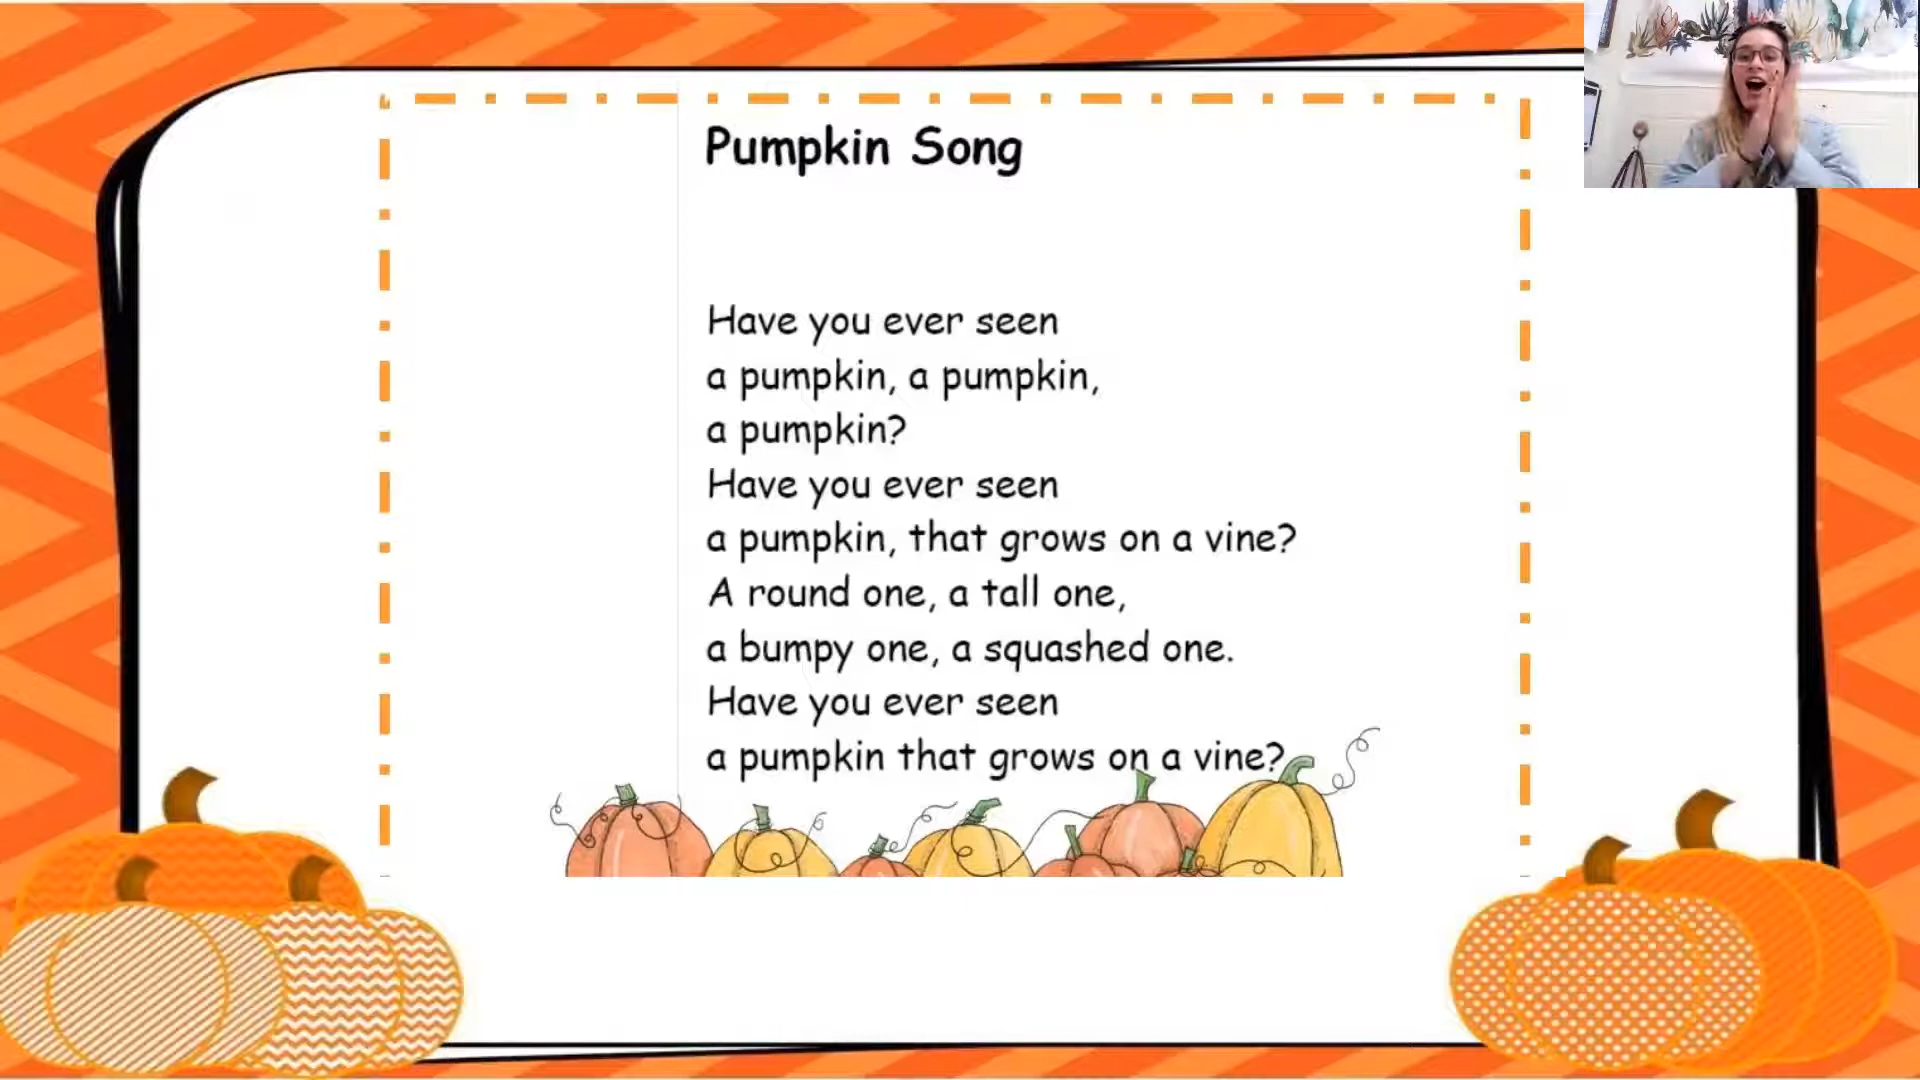 Pumpkin Song
Have you ever seen
a pumpkin, a pumpkin,
a pumpkin?
Have you ever seen
a pumpkin, that grows on a vine?
A round one, a tall one,
a bumpy one, a squashed one.
Have you ever seen
a pumpkin that grows on a vine?